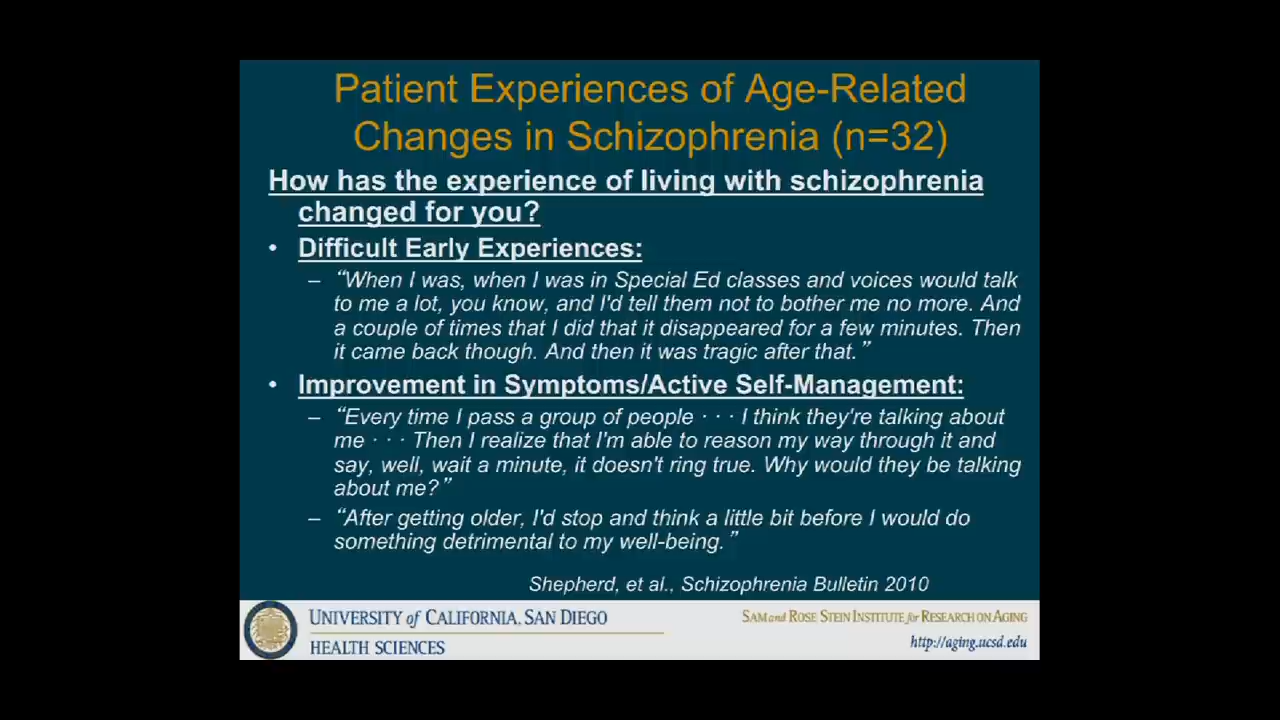 Patient Experiences of Age-Related
Changes in Schizophrenia (n=32)
How has the experience of living with schizophrenia
changed for you?
• Difficult Early Experiences:
– “When I was, when I was in Special Ed classes and voices would talk
to me a lot, you know, and I'd tell them not to bother me no more. And
a couple of times that I did that it disappeared for a few minutes. Then
it came back though. And then it was tragic after that.”
• Improvement in Symptoms/Active Self-Management:
– “Every time I pass a group of people · · · I think they're talking about
me · · · Then I realize that I'm able to reason my way through it and
say, well, wait a minute, it doesn't ring true. Why would they be talking
about me?”
– “After getting older, I'd stop and think a little bit before I would do
something detrimental to my well-being.”
Shepherd, et al., Schizophrenia Bulletin 2010
UNIVERSITY of CALIFORNIA, SAN DIEGO
HEALTH SCIENCES
SAM and ROSE STEIN INSTITUTE for RESEARCH ON AGING
http://aging.ucsd.edu